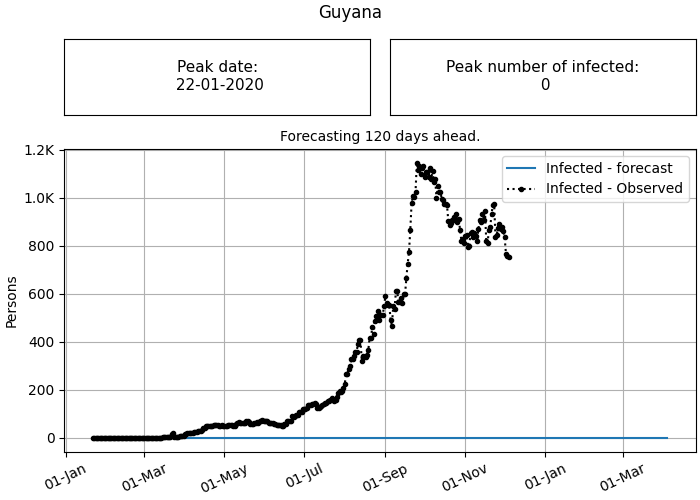 Guyana
Peak date:
22-01-2020
Peak number of infected:
0
Forecasting 120 days ahead.
Infected - forecast
Infected - Observed
1.2K
1.0K
800
600
400
200
0
Persons
01-Jan
01-Mar
01-May
01-Jul
01-Sep
01-Nov
01-Jan
01-Mar